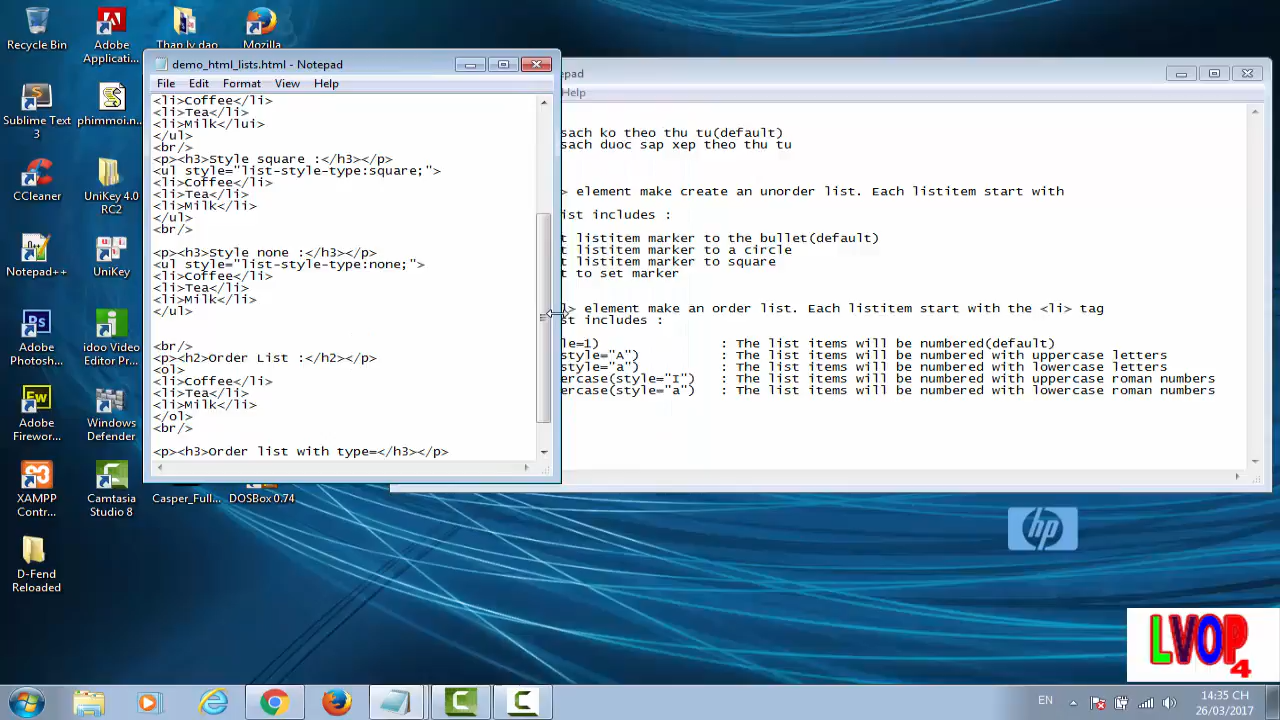 Recycle Bin
Adobe
Applicati...
Thap ly dao
Mozilla
Sublime Text
3
phimmoi.n...
CCleaner
UniKey 4.0
RC2
Notepad++
UniKey
Adobe
Photosh...
idoo Video
Editor Pr...
Adobe
Firewor...
Windows
Defender
XAMPP
Contr...
Camtasia
Studio 8
Casper_Full...
DOSBox 0.74
D-Fend
Reloaded
demo_html_lists.html - Notepad
File Edit Format View Help
<li>Coffee</li>
<li>Tea</li>
<li>Milk</lui>
</ul>
<br/>
<p><h3>Style square :</h3></p>
<ul style="list-style-type:square;">
<li>Coffee</li>
<li>Tea</li>
<li>Milk</li>
</ul>
<br/>
<p><h3>Style none :</h3></p>
<ul style="list-style-type:none;">
<li>Coffee</li>
<li>Tea</li>
<li>Milk</li>
</ul>
<br/>
<p><h2>Order List :</h2></p>
<ol>
<li>Coffee</li>
<li>Tea</li>
<li>Milk</li>
</ol>
<br/>
<p><h3>Order list with type=</h3></p>
epad
Help
sach ko theo thu tu(default)
sach duoc sap xep theo thu tu
> element make create an unorder list. Each listitem start with
ist includes :
t listitem marker to the bullet(default)
t listitem marker to a circle
t listitem marker to square
t to set marker
l> element make an order list. Each listitem start with the <li> tag
st includes :
le=1) : The list items will be numbered(default)
style="A") : The list items will be numbered with uppercase letters
style="a") : The list items will be numbered with lowercase letters
ercase(style="I") : The list items will be numbered with uppercase roman numbers
ercase(style="a") : The list items will be numbered with lowercase roman numbers
hp
LVOP
4
EN
14:35 CH
26/03/2017